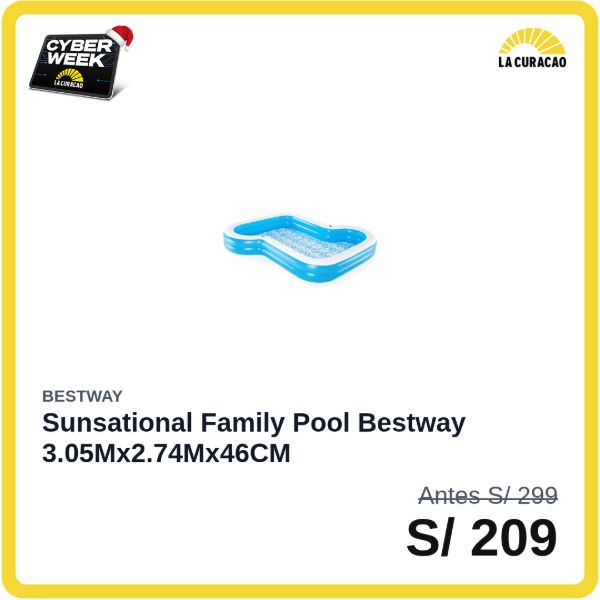 CYBER
WEEK
LA CURACAO
LA CURACAO
BESTWAY
Sunsational Family Pool Bestway
3.05Mx2.74Mx46CM
Antes S/ 299
S/ 209